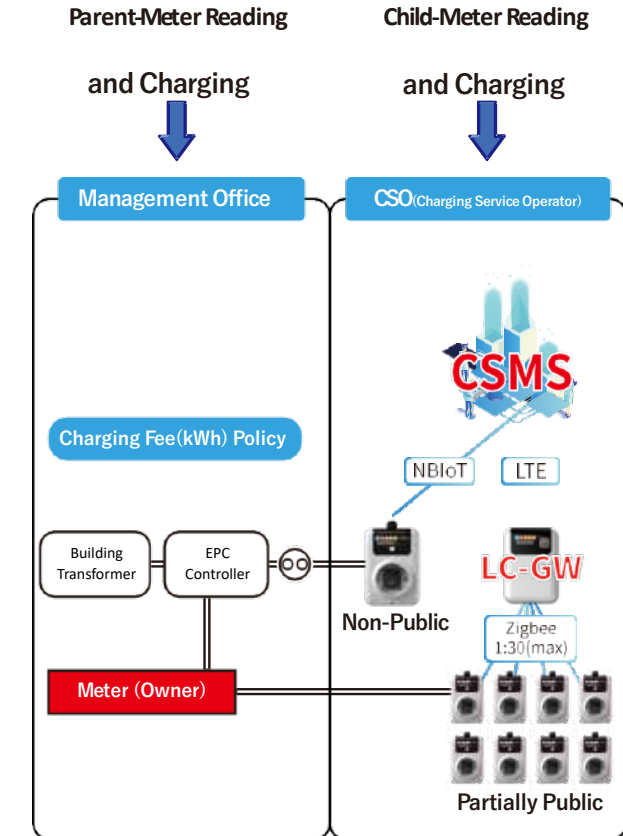 Parent-Meter Reading
and Charging
Child-Meter Reading
and Charging
Management Office
CSO(Charging Service Operator)
CSMS
Charging Fee(kWh) Policy
NBIoT
LTE
Building
Transformer
EPC
Controller
LC-GW
Non-Public
Zigbee
1:30(max)
Meter (Owner)
Partially Public